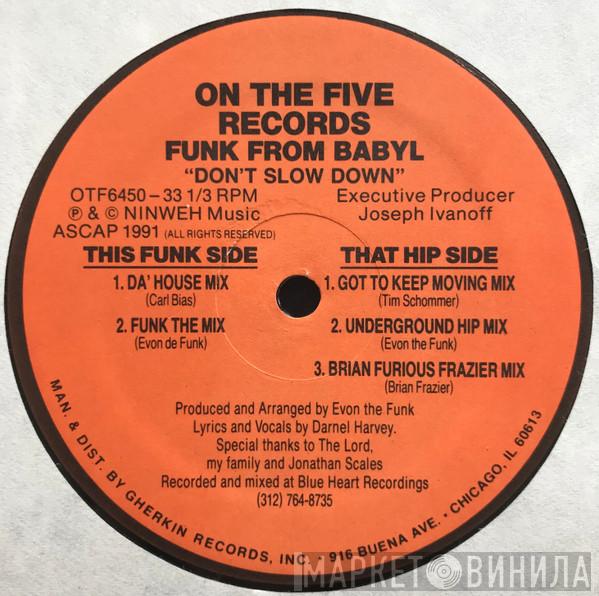 ON THE FIVE
RECORDS
FUNK FROM BABYL
"DON'T SLOW DOWN"
OTF6450 – 33 1/3 RPM
℗ & © NINWEH Music
ASCAP 1991 (ALL RIGHTS RESERVED)
Executive Producer
Joseph Ivanoff
THIS FUNK SIDE
1. DA' HOUSE MIX
(Carl Bias)
2. FUNK THE MIX
(Evon de Funk)
THAT HIP SIDE
1. GOT TO KEEP MOVING MIX
(Tim Schommer)
2. UNDERGROUND HIP MIX
(Evon the Funk)
3. BRIAN FURIOUS FRAZIER MIX
(Brian Frazier)
Produced and Arranged by Evon the Funk
Lyrics and Vocals by Darnel Harvey.
Special thanks to The Lord,
my family and Jonathan Scales
Recorded and mixed at Blue Heart Recordings
(312) 764-8735
MAN. & DIST. BY GHERKIN RECORDS, INC. • 916 BUENA AVE. • CHICAGO, IL 60613
МАРКЕТ ВИНИЛА